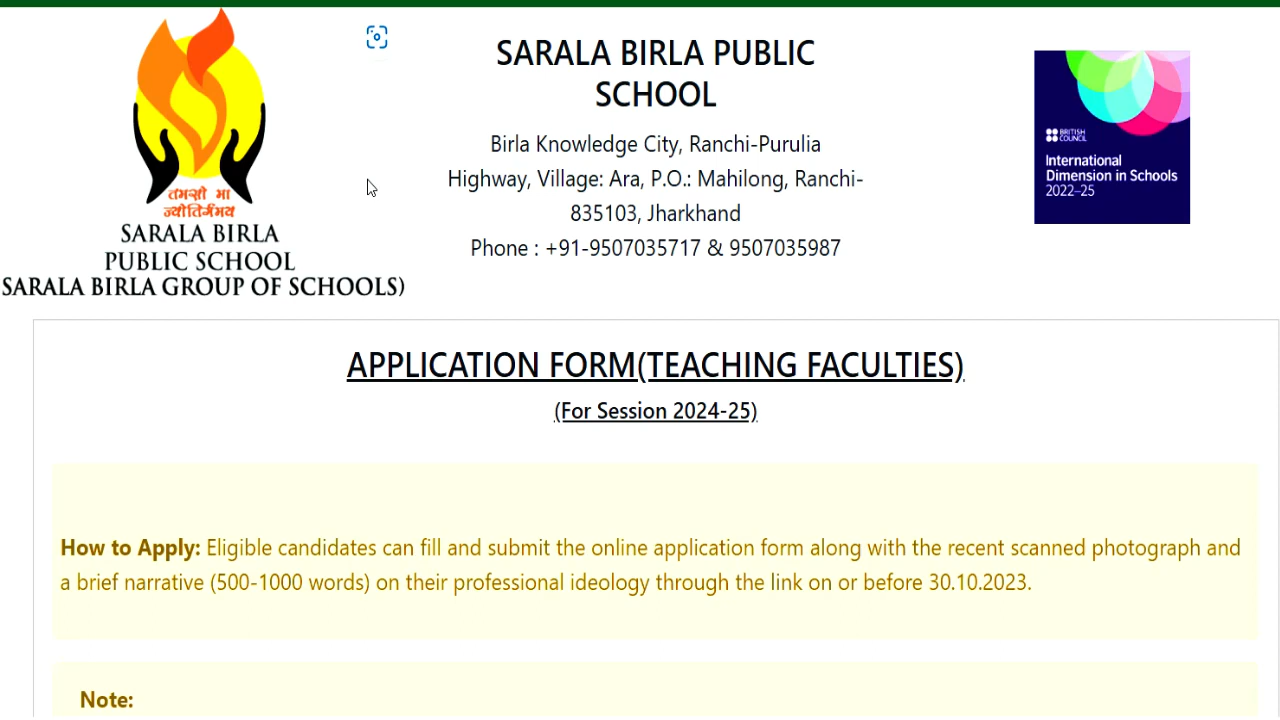 SARALA BIRLA PUBLIC
SCHOOL
Birla Knowledge City, Ranchi-Purulia
Highway, Village: Ara, P.O.: Mahilong, Ranchi-
835103, Jharkhand
Phone : +91-9507035717 & 9507035987
तमसो मा
ज्योतिर्गमय
SARALA BIRLA
PUBLIC SCHOOL
SARALA BIRLA GROUP OF SCHOOLS)
BRITISH
COUNCIL
International
Dimension in Schools
2022–25
APPLICATION FORM(TEACHING FACULTIES)
(For Session 2024-25)
How to Apply: Eligible candidates can fill and submit the online application form along with the recent scanned photograph and
a brief narrative (500-1000 words) on their professional ideology through the link on or before 30.10.2023.
Note: